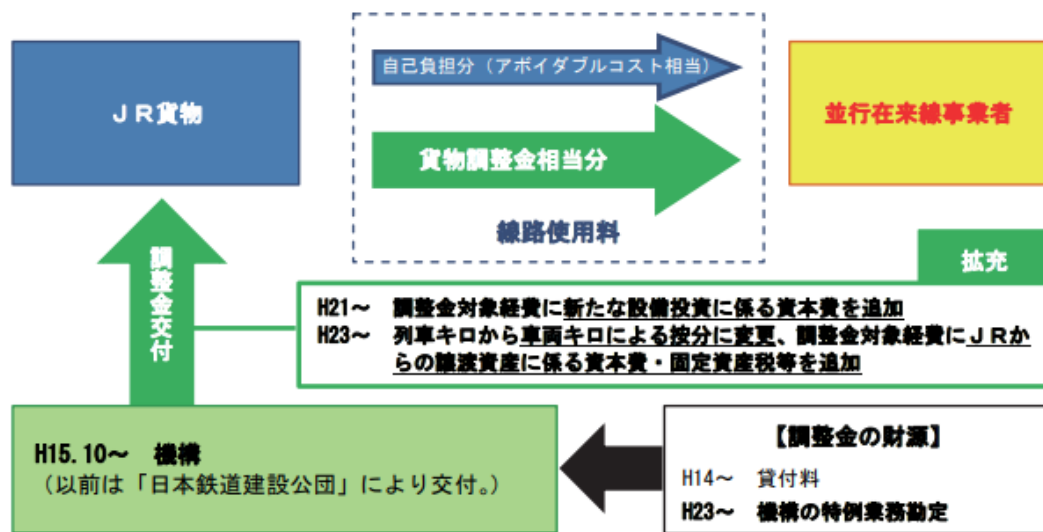 JR貨物
自己負担分（アボイダブルコスト相当）
貨物調整金相当分
線路使用料
並行在来線事業者
調整金交付
拡充
H21～　調整金対象経費に新たな設備投資に係る資本費を追加
H23～　列車キロから車両キロによる按分に変更、調整金対象経費にＪＲか
らの譲渡資産に係る資本費・固定資産税等を追加
H15.10～　機構
（以前は「日本鉄道建設公団」により交付。）
【調整金の財源】
H14～　貸付料
H23～　機構の特例業務勘定